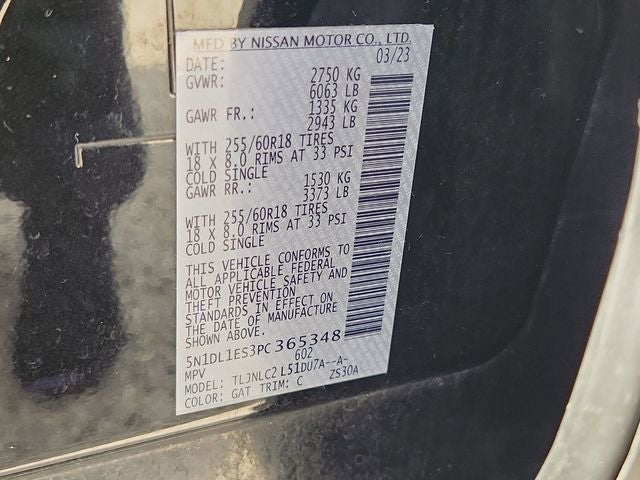 MFD BY NISSAN MOTOR CO., LTD.
DATE: 03/23
GVWR: 2750 KG
6063 LB
GAWR FR.: 1335 KG
2943 LB
WITH 255/60R18 TIRES
18 X 8.0 RIMS AT 33 PSI
COLD SINGLE
GAWR RR.: 1530 KG
3373 LB
WITH 255/60R18 TIRES
18 X 8.0 RIMS AT 33 PSI
COLD SINGLE
THIS VEHICLE CONFORMS TO
ALL APPLICABLE FEDERAL
MOTOR VEHICLE SAFETY AND
THEFT PREVENTION
STANDARDS IN EFFECT ON
THE DATE OF MANUFACTURE
SHOWN ABOVE.
5N1DL1ES3PC365348
MPV 602
MODEL: TLJNLC2 L51DU7A--A-
COLOR: GAT TRIM: C ZS30A